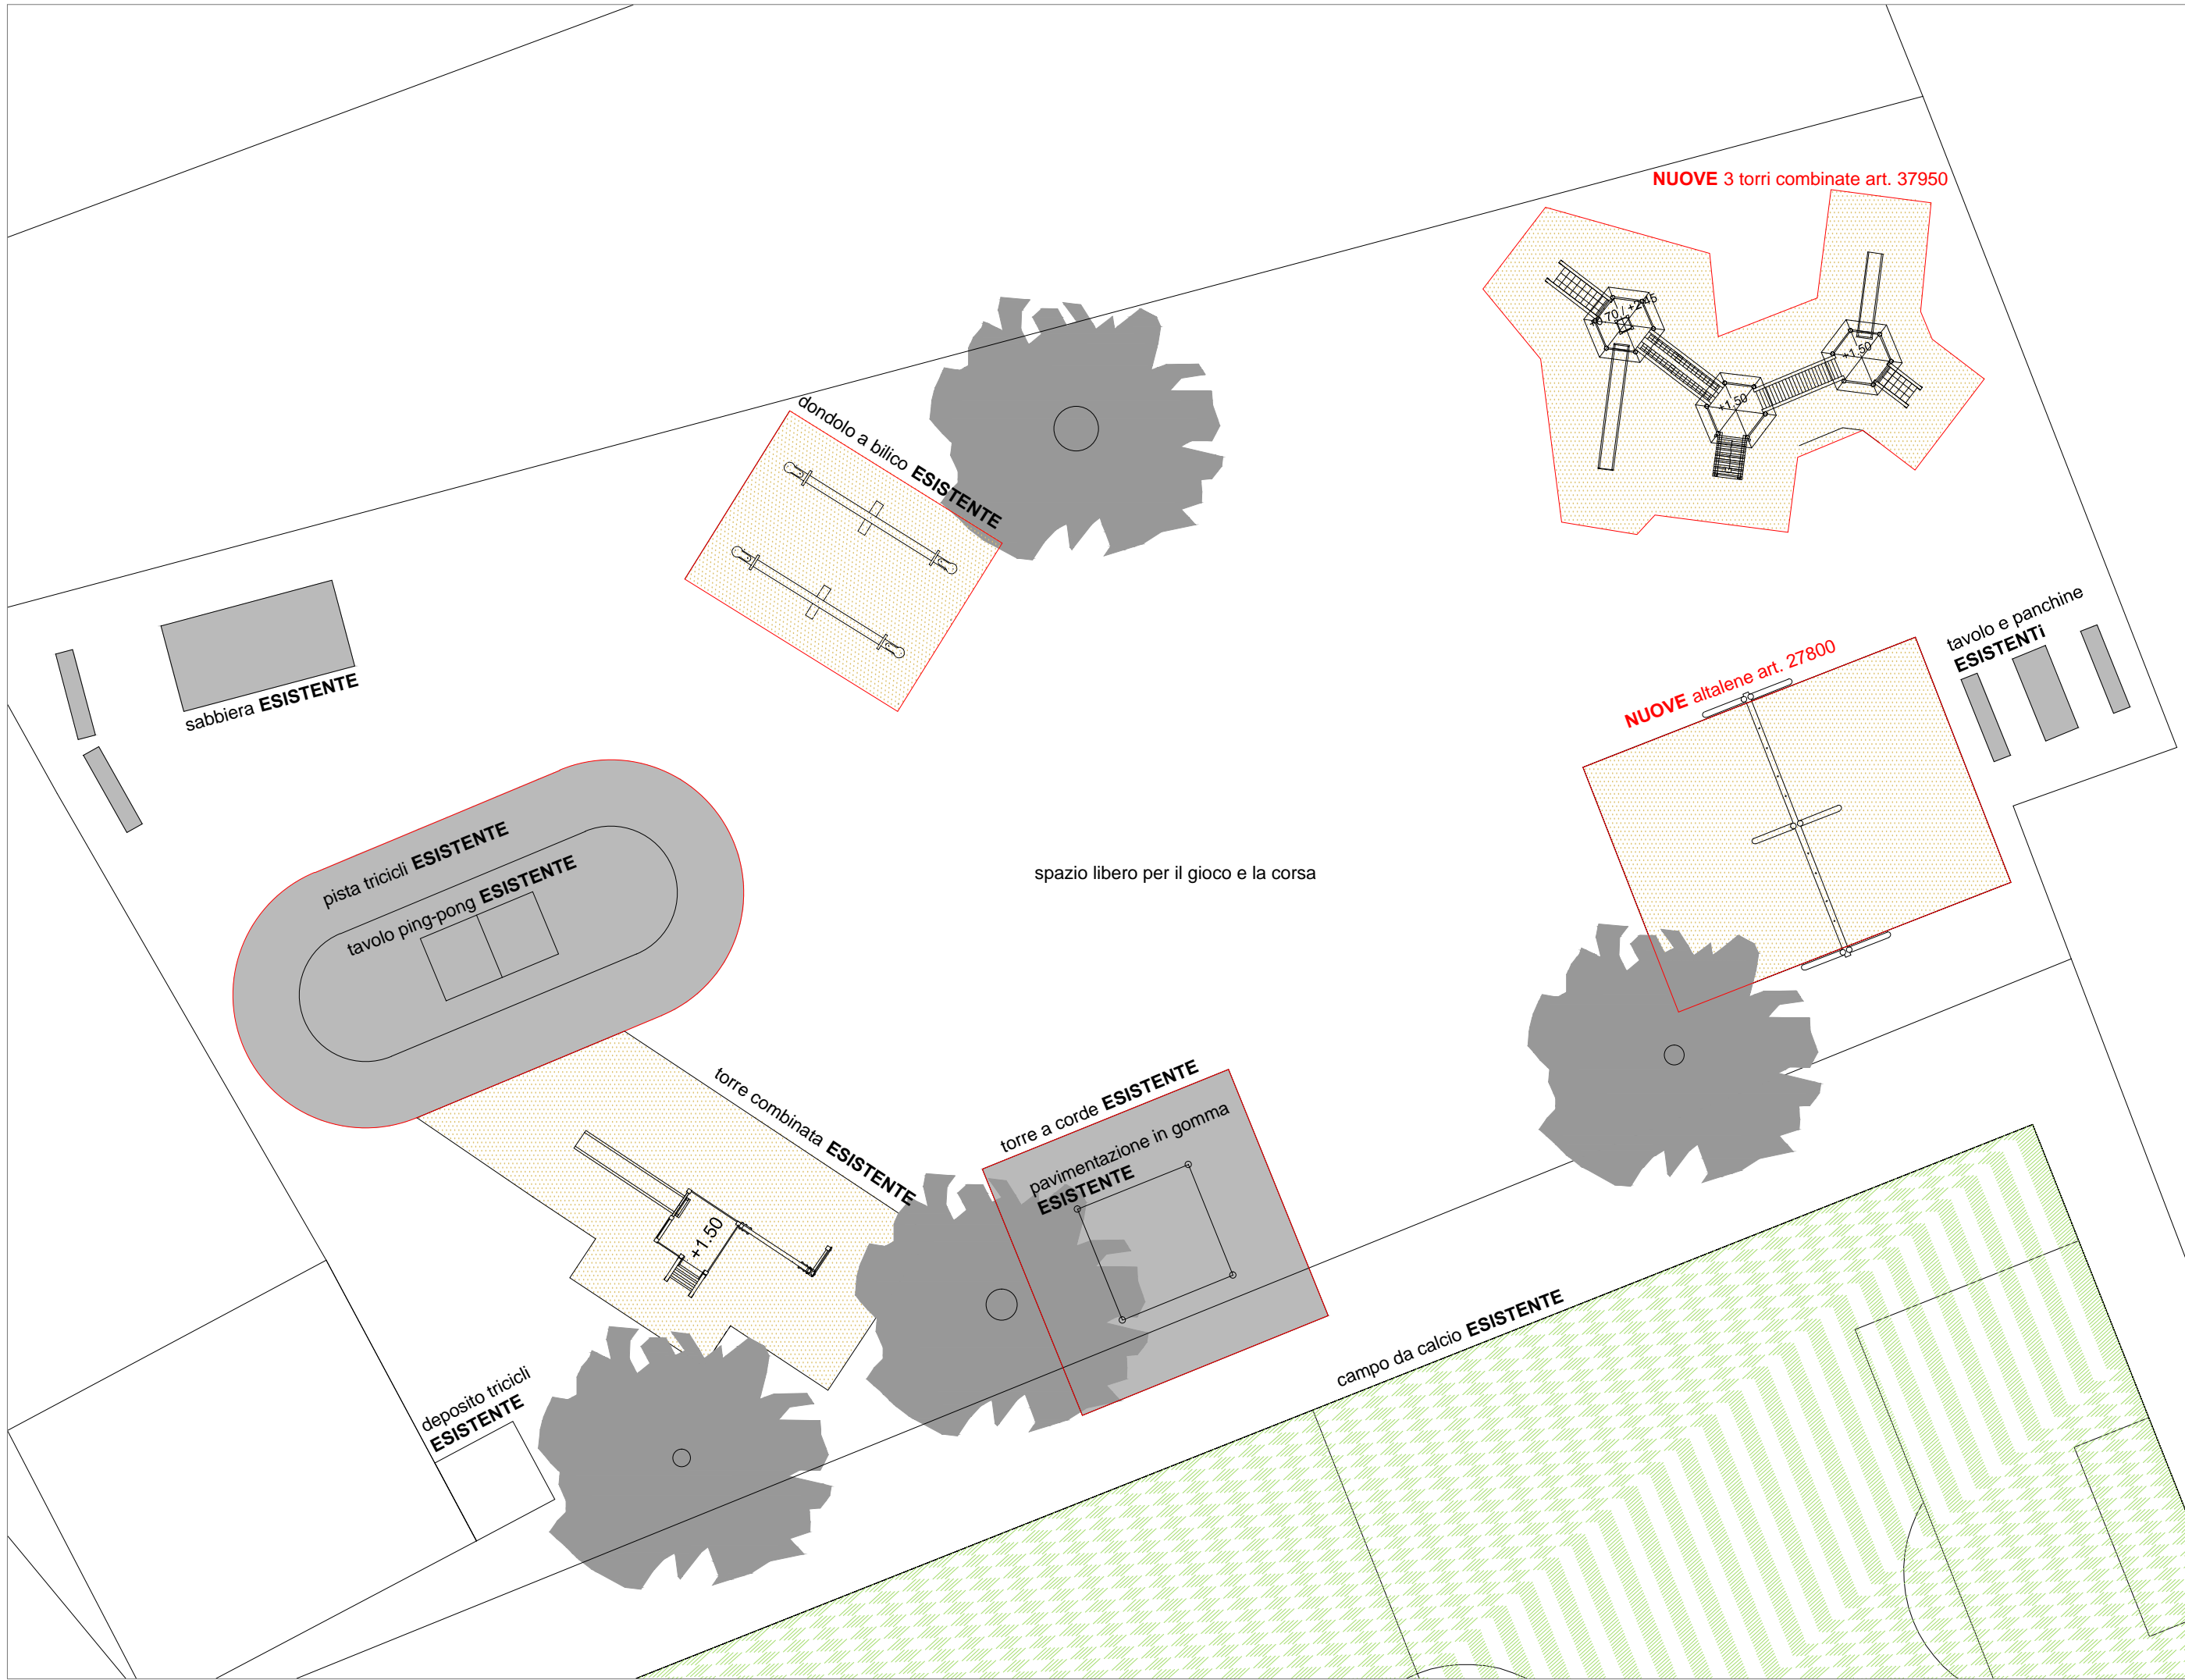 NUOVE 3 torri combinate art. 37950
+1.50
+1.50
dondolo a bilico ESISTENTE
tavolo e panchine
ESISTENTi
NUOVE altalene art. 27800
sabbiera ESISTENTE
pista tricicli ESISTENTE
tavolo ping-pong ESISTENTE
spazio libero per il gioco e la corsa
torre combinata ESISTENTE
+1.50
torre a corde ESISTENTE
pavimentazione in gomma
ESISTENTE
campo da calcio ESISTENTE
deposito tricicli
ESISTENTE